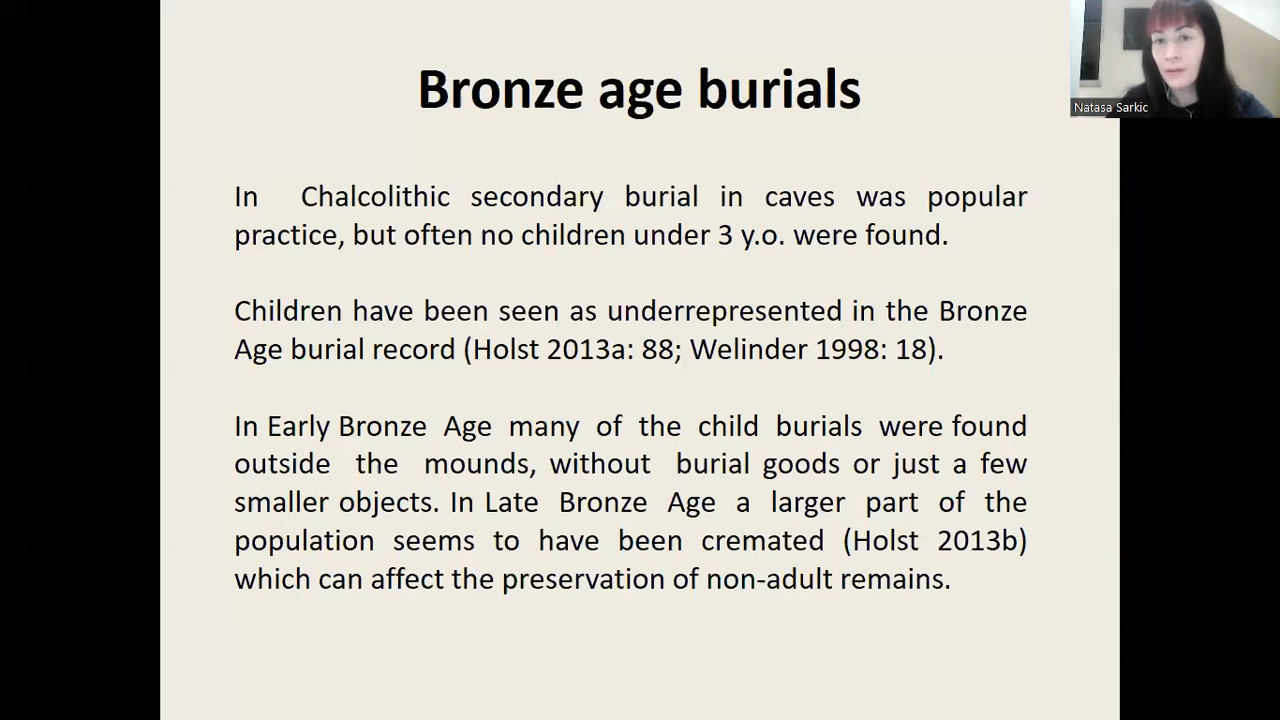 Bronze age burials
Natasa Sarkic
In Chalcolithic secondary burial in caves was popular
practice, but often no children under 3 y.o. were found.
Children have been seen as underrepresented in the Bronze
Age burial record (Holst 2013a: 88; Welinder 1998: 18).
In Early Bronze Age many of the child burials were found
outside the mounds, without burial goods or just a few
smaller objects. In Late Bronze Age a larger part of the
population seems to have been cremated (Holst 2013b)
which can affect the preservation of non-adult remains.